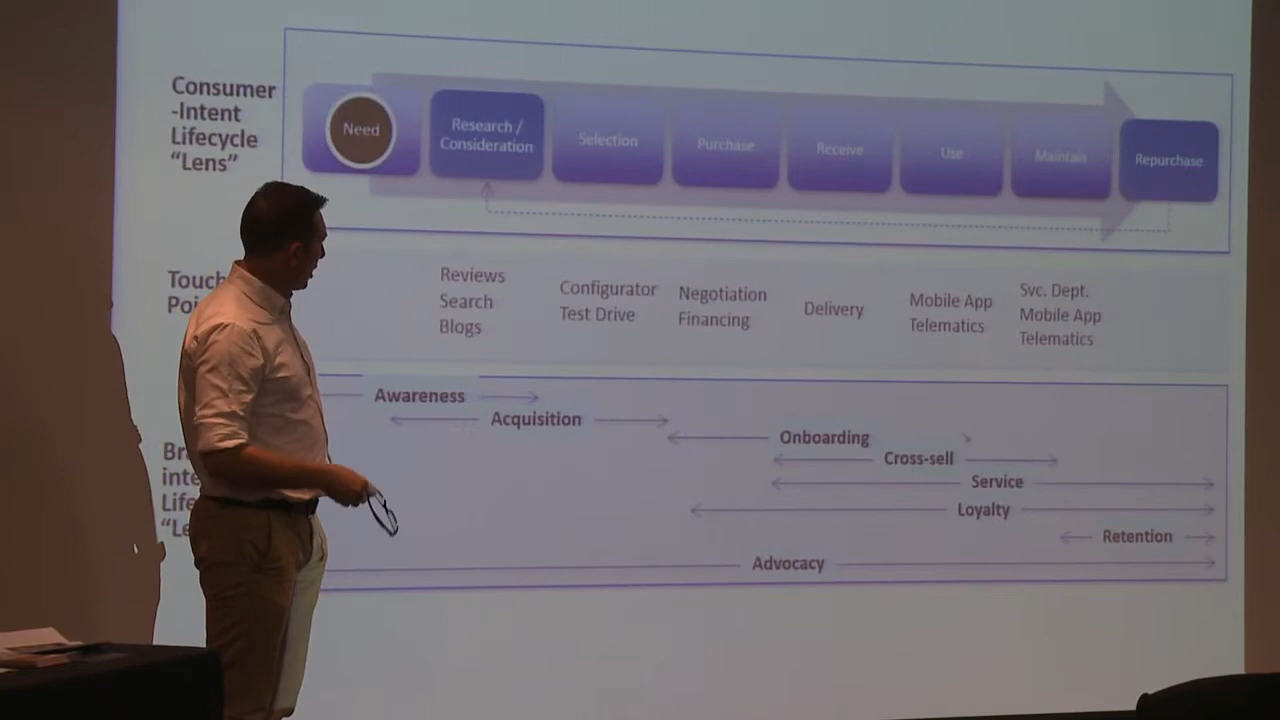 Consumer
-Intent
Lifecycle
“Lens”
Need
Research /
Consideration
Selection
Purchase
Receive
Use
Maintain
Repurchase
Reviews
Search
Blogs
Configurator
Test Drive
Negotiation
Financing
Delivery
Mobile App
Telematics
Svc. Dept.
Mobile App
Telematics
Awareness
Acquisition
Onboarding
Cross-sell
Service
Loyalty
Retention
Advocacy